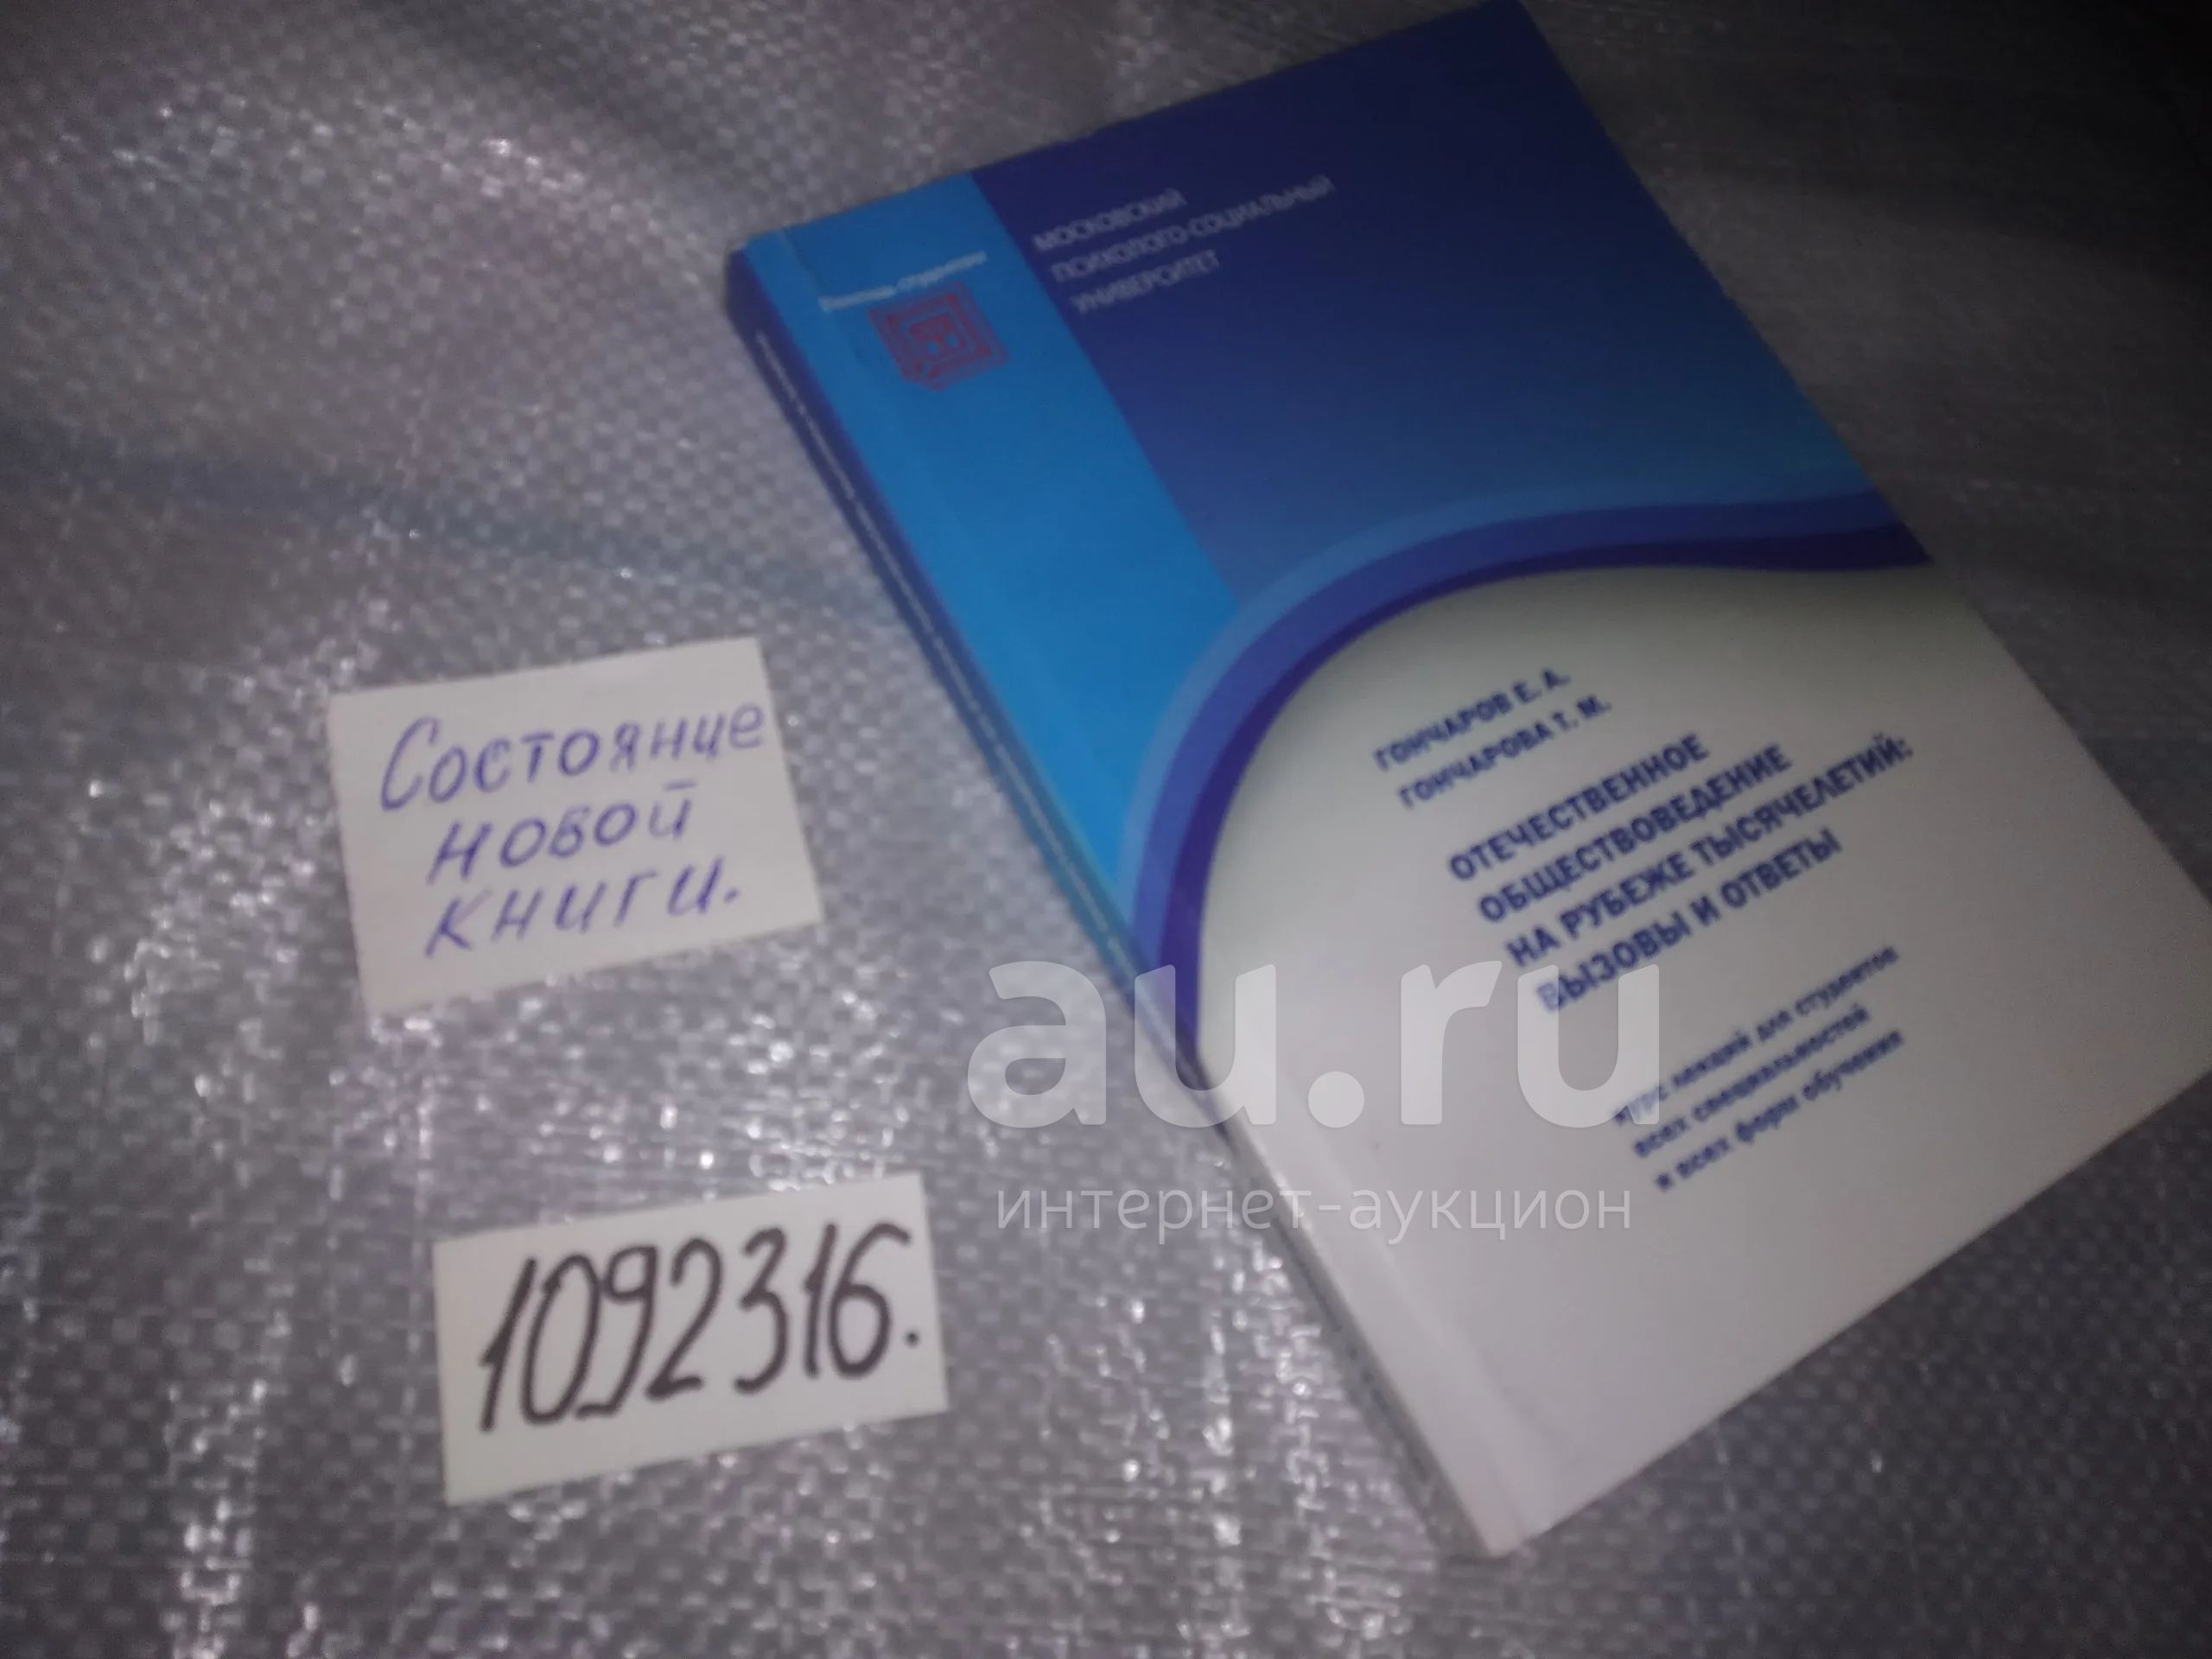 МОСКОВСКИЙ
ПСИХОЛОГО-СОЦИАЛЬНЫЙ
УНИВЕРСИТЕТ
ГОНЧАРОВ Е. А.
ГОНЧАРОВА Т. М.
ОТЕЧЕСТВЕННОЕ
ОБЩЕСТВОВЕДЕНИЕ
НА РУБЕЖЕ ТЫСЯЧЕЛЕТИЙ:
ВЫЗОВЫ И ОТВЕТЫ
Курс лекций для студентов
всех специальностей
и всех форм обучения
Состояние
новой
книги.
1092316.
au.ru
интернет-аукцион